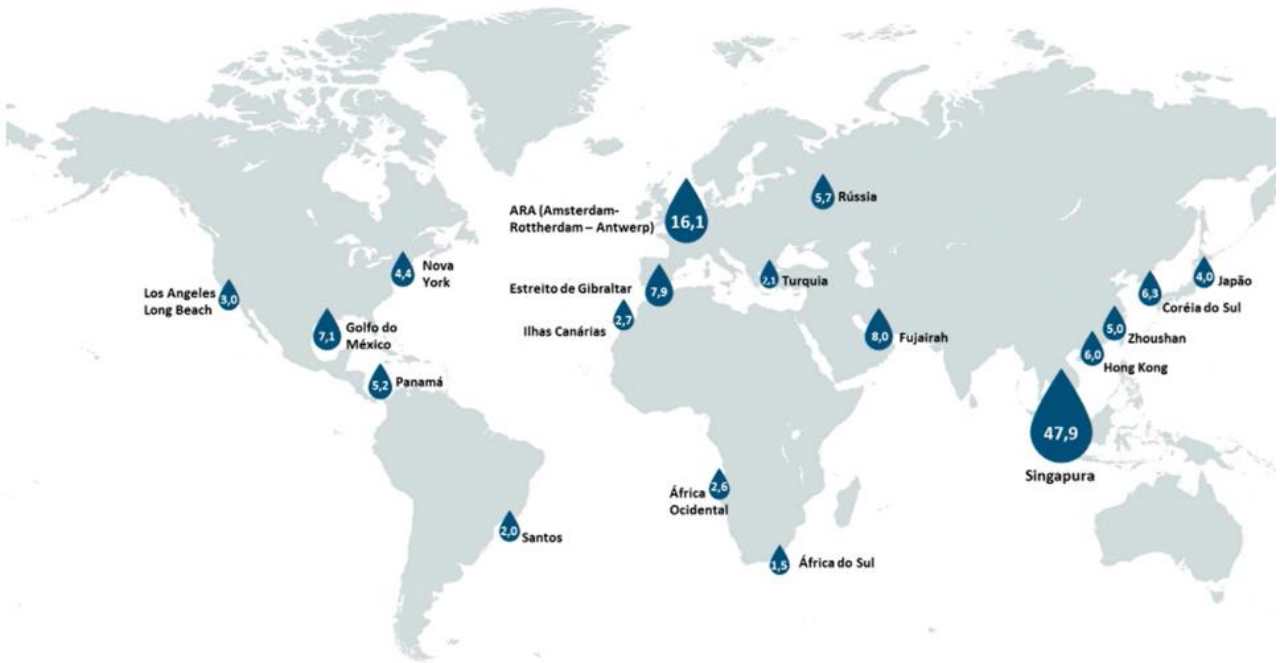 5,7
Rússia
ARA (Amsterdam-
Rottherdam – Antwerp)
16,1
Nova
York
4,4
Los Angeles
Long Beach
3,0
Estreito de Gibraltar
7,9
2,1
Turquia
4,0
Japão
6,3
Coréia do Sul
Ilhas Canárias
2,7
7,1
Golfo do
México
8,0
Fujairah
5,0
Zhoushan
6,0
Hong Kong
5,2
Panamá
47,9
Singapura
África
Ocidental
2,6
2,0
Santos
1,5
África do Sul